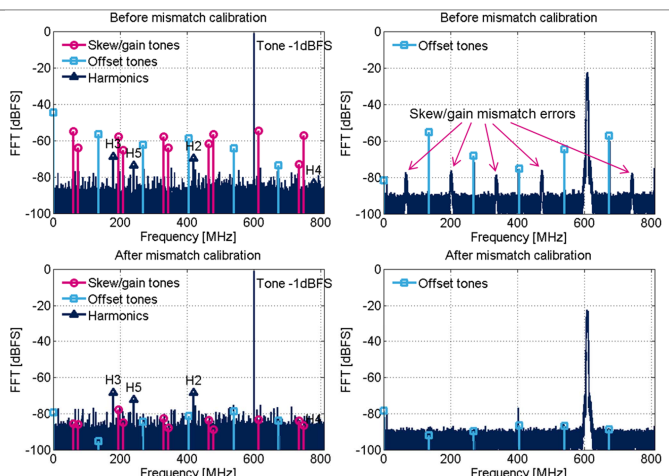 Before mismatch calibration
FFT [dBFS]
0
-20
-40
-60
-80
-100
Skew/gain tones
Offset tones
Harmonics
Tone -1dBFS
H3
H5
H2
H4
0 200 400 600 800
Frequency [MHz]
Before mismatch calibration
FFT [dBFS]
0
-20
-40
-60
-80
-100
Offset tones
Skew/gain mismatch errors
0 200 400 600 800
Frequency [MHz]
After mismatch calibration
FFT [dBFS]
0
-20
-40
-60
-80
-100
Skew/gain tones
Offset tones
Harmonics
Tone -1dBFS
H3
H5
H2
H4
0 200 400 600 800
Frequency [MHz]
After mismatch calibration
FFT [dBFS]
0
-20
-40
-60
-80
-100
Offset tones
0 200 400 600 800
Frequency [MHz]